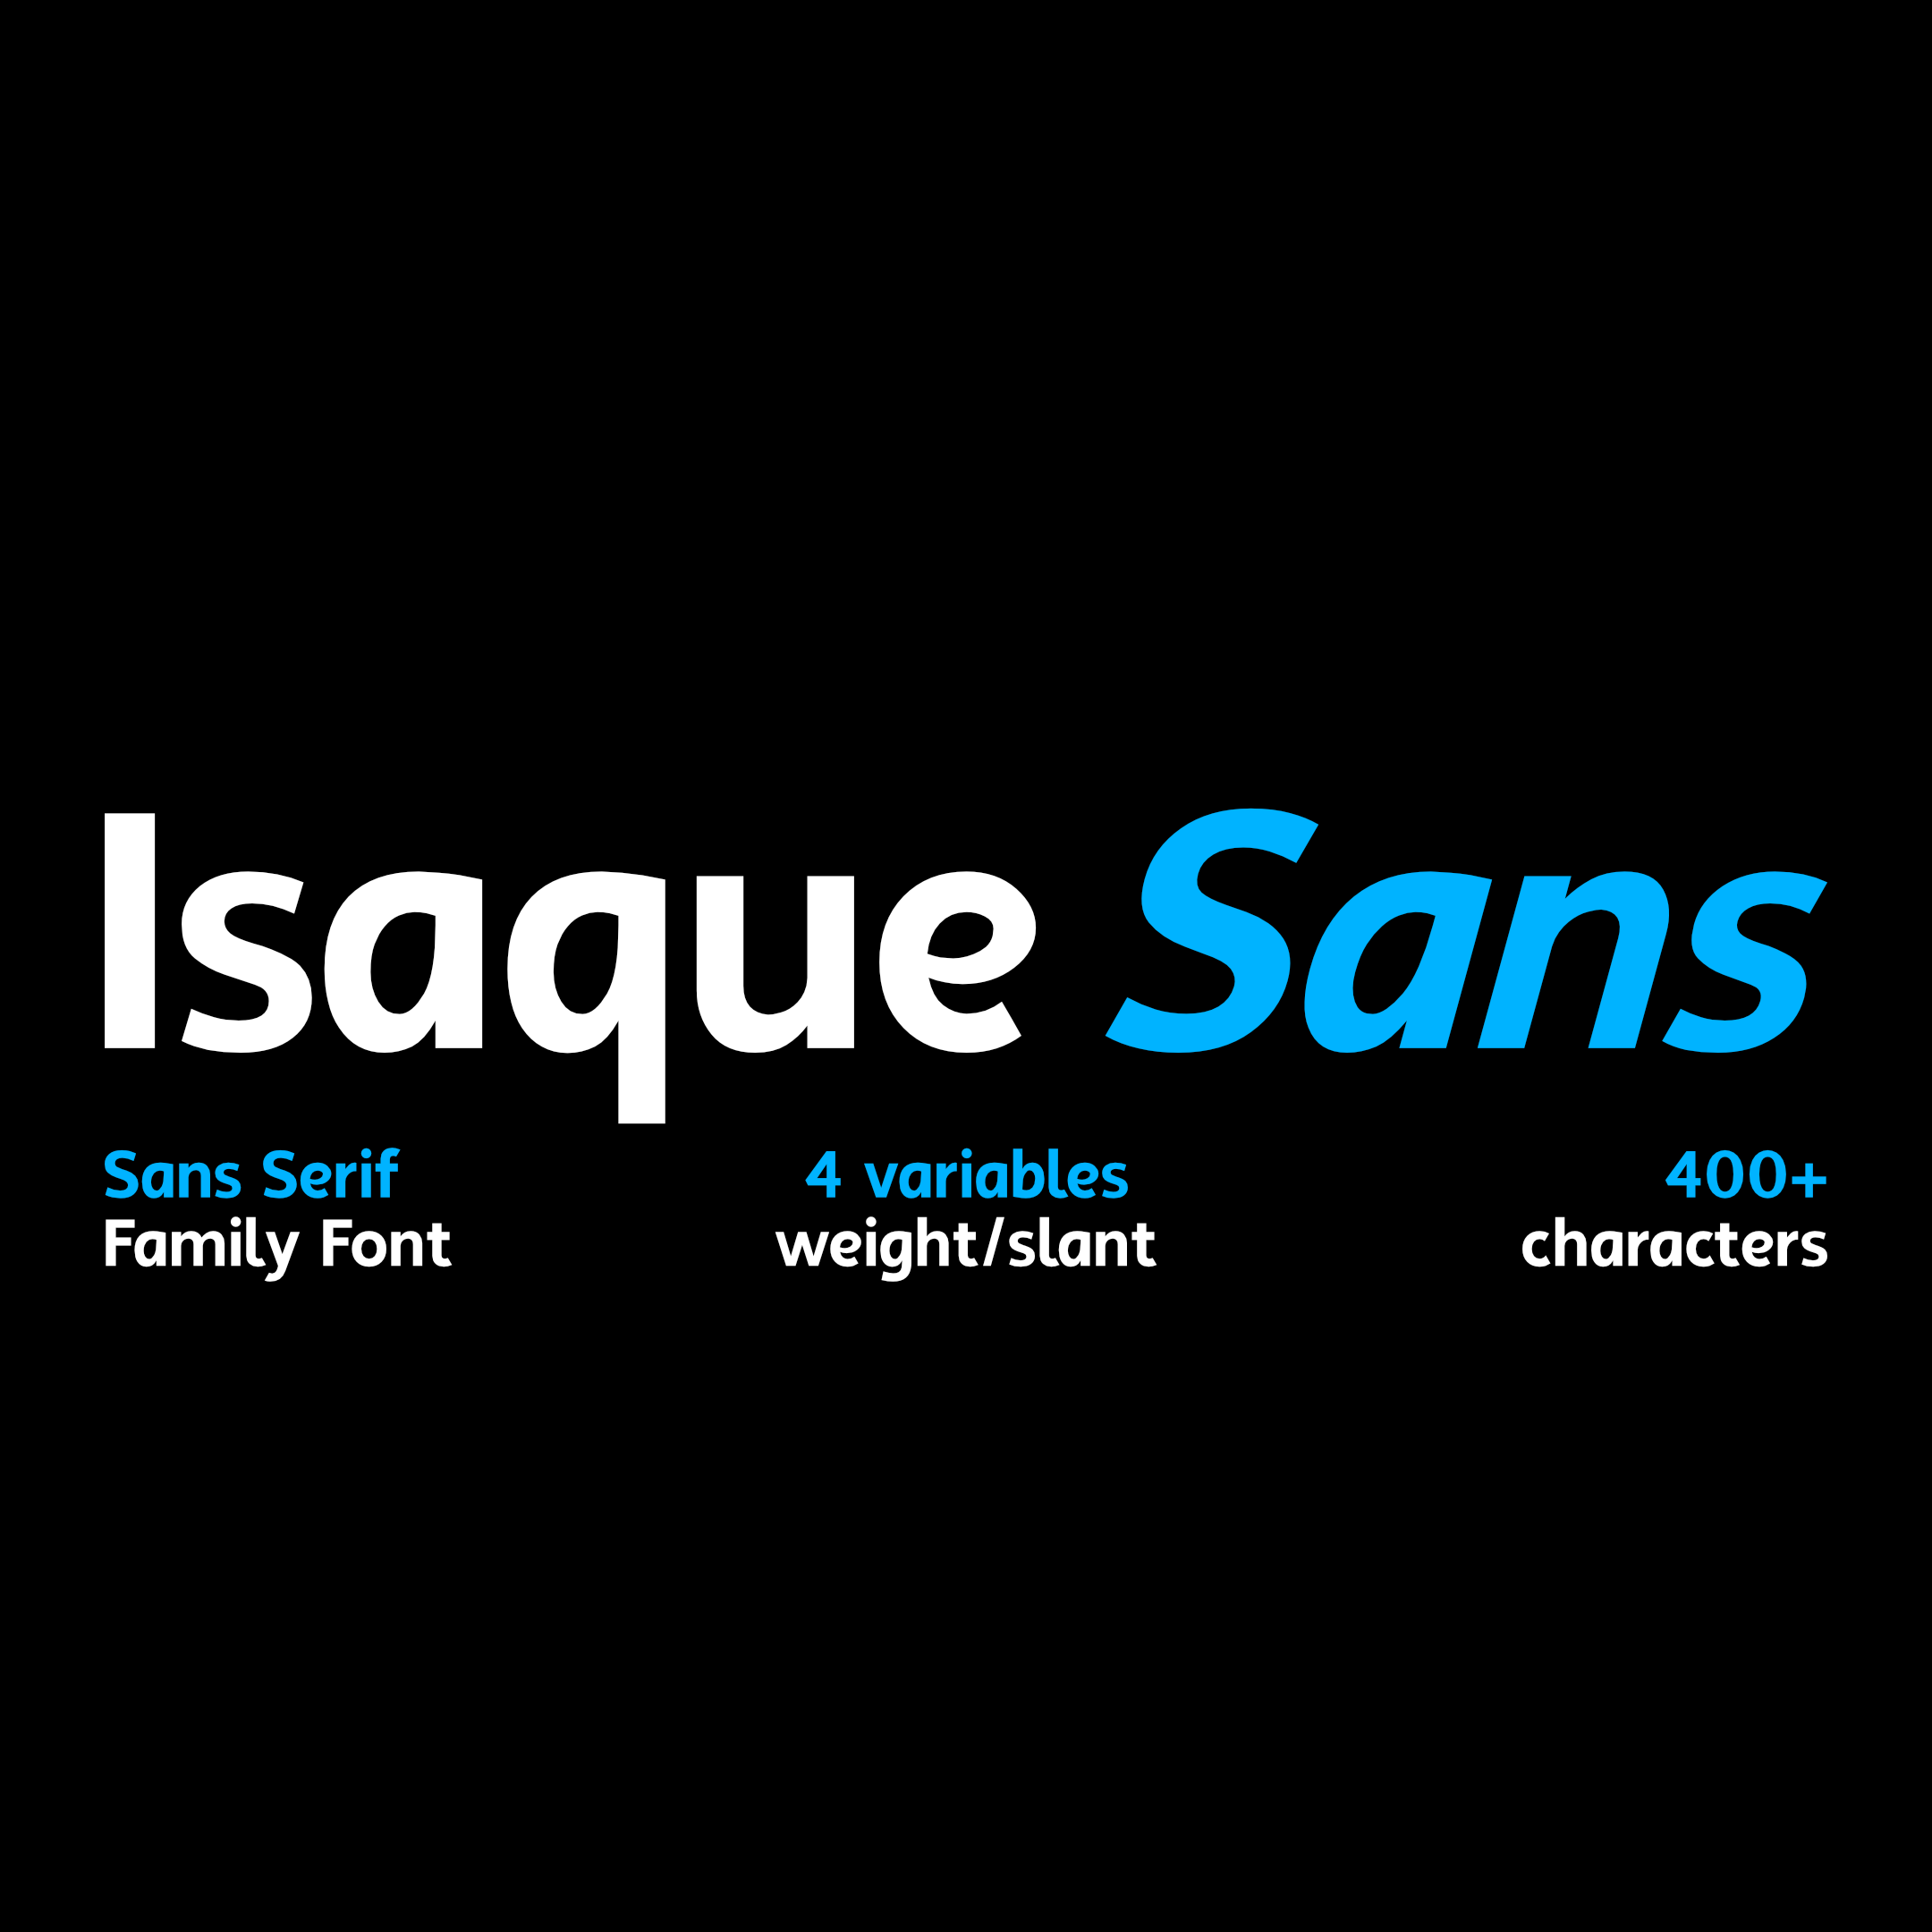 Isaque Sans
Sans Serif
Family Font
4 variables
weight/slant
400+
characters